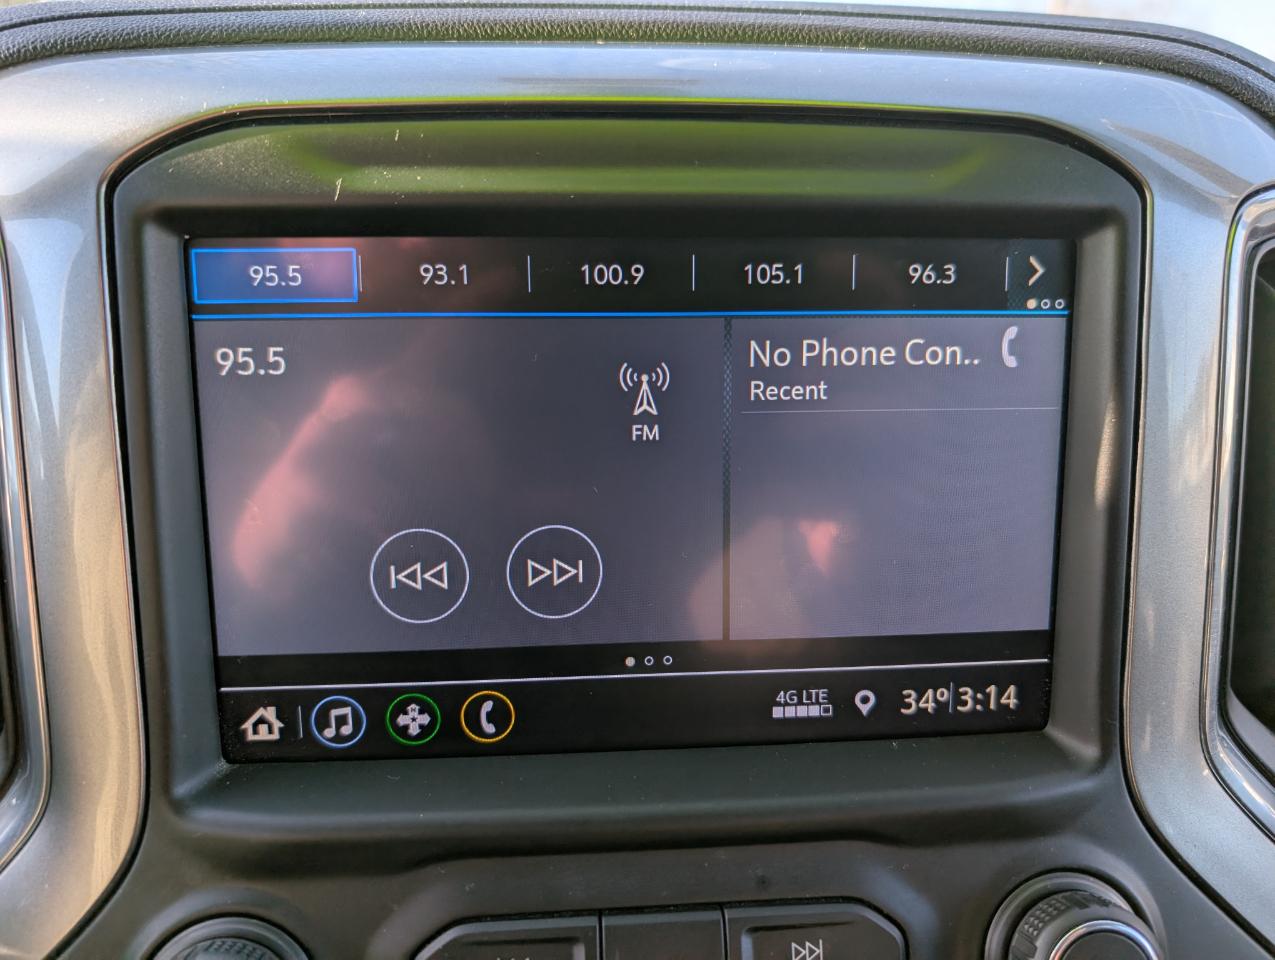 95.5 93.1 100.9 105.1 96.3
95.5
FM
No Phone Con..
Recent
4G LTE
34° 3:14